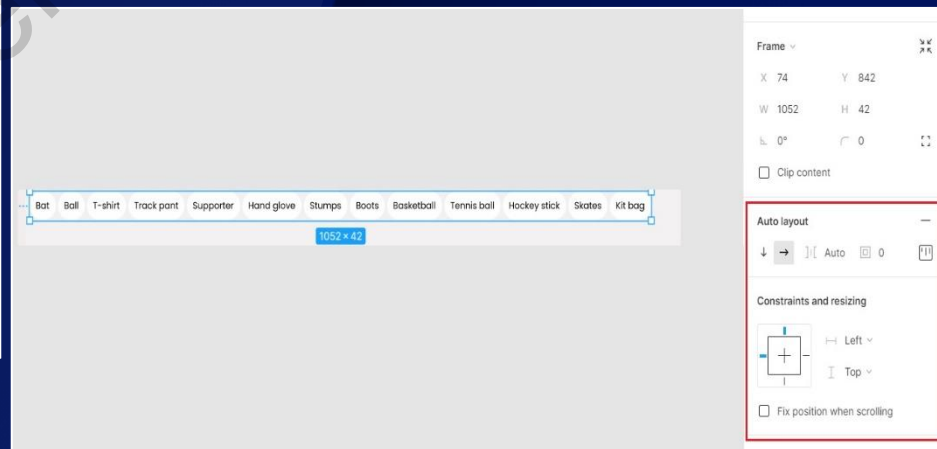 Frame
X 74 Y 842
W 1052 H 42
0° 0
Clip content
Bat Ball T-shirt Track pant Supporter Hand glove Stumps Boots Basketball Tennis ball Hockey stick Skates Kit bag
1052 × 42
Auto layout
Auto 0
Constraints and resizing
Left
Top
Fix position when scrolling